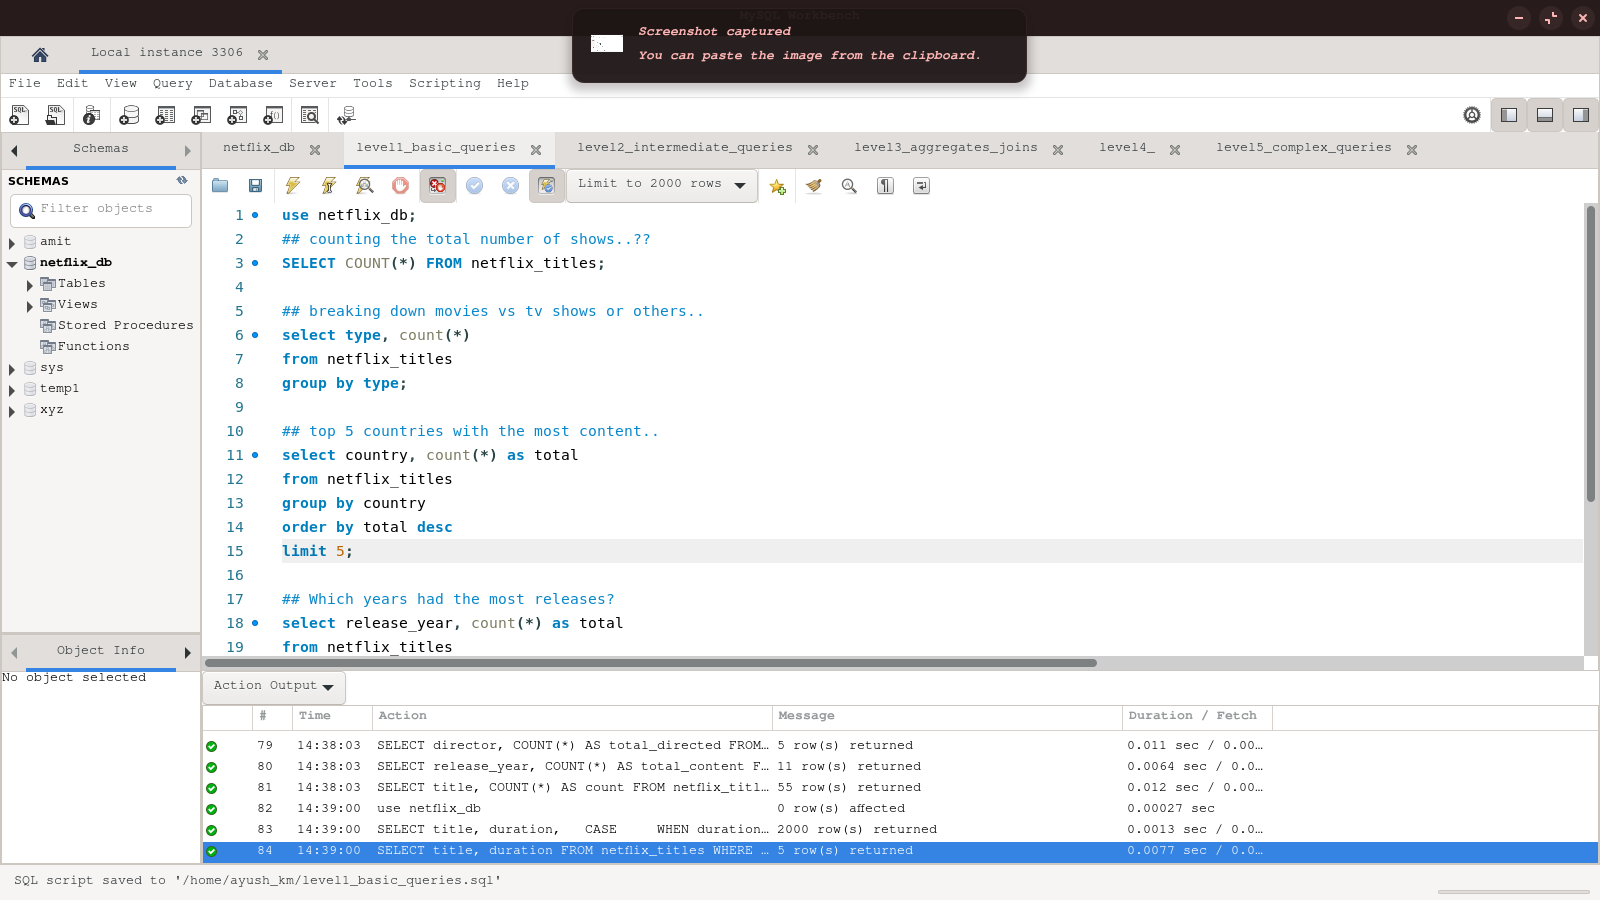 MySQL Workbench
Screenshot captured
You can paste the image from the clipboard.
Local instance 3306
File Edit View Query Database Server Tools Scripting Help
Schemas
netflix_db level1_basic_queries level2_intermediate_queries level3_aggregates_joins level4_ level5_complex_queries
SCHEMAS
Filter objects
Limit to 2000 rows
amit
netflix_db
Tables
Views
Stored Procedures
Functions
sys
temp1
xyz
1 use netflix_db;
2 ## counting the total number of shows..??
3 SELECT COUNT(*) FROM netflix_titles;
4
5 ## breaking down movies vs tv shows or others..
6 select type, count(*)
7 from netflix_titles
8 group by type;
9
10 ## top 5 countries with the most content..
11 select country, count(*) as total
12 from netflix_titles
13 group by country
14 order by total desc
15 limit 5;
16
17 ## Which years had the most releases?
18 select release_year, count(*) as total
19 from netflix_titles
Object Info
No object selected
Action Output
# Time Action Message Duration / Fetch
79 14:38:03 SELECT director, COUNT(*) AS total_directed FROM... 5 row(s) returned 0.011 sec / 0.00...
80 14:38:03 SELECT release_year, COUNT(*) AS total_content F... 11 row(s) returned 0.0064 sec / 0.0...
81 14:38:03 SELECT title, COUNT(*) AS count FROM netflix_titl... 55 row(s) returned 0.012 sec / 0.00...
82 14:39:00 use netflix_db 0 row(s) affected 0.00027 sec
83 14:39:00 SELECT title, duration, CASE WHEN duration... 2000 row(s) returned 0.0013 sec / 0.0...
84 14:39:00 SELECT title, duration FROM netflix_titles WHERE ... 5 row(s) returned 0.0077 sec / 0.0...
SQL script saved to '/home/ayush_km/level1_basic_queries.sql'